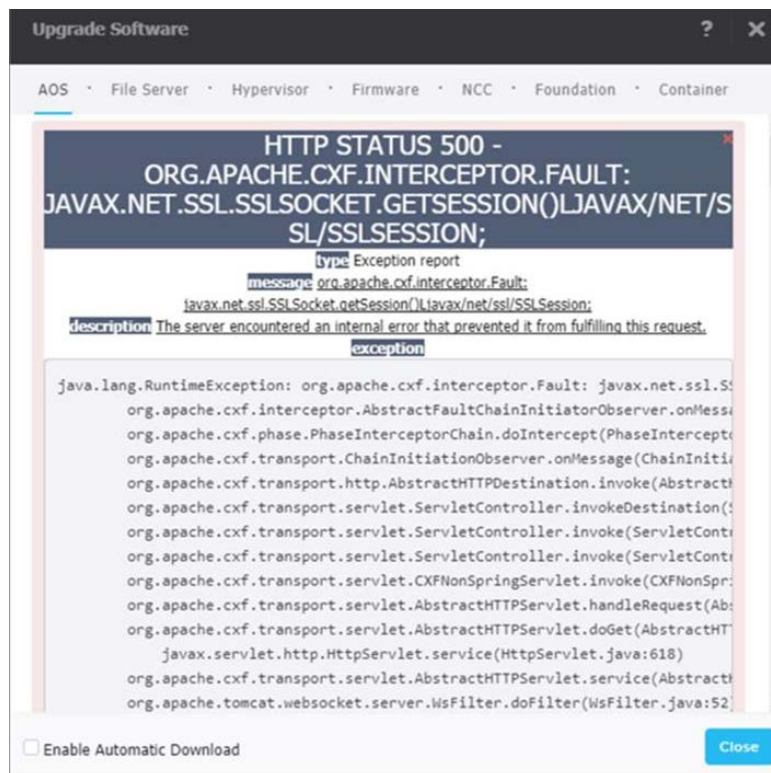 Upgrade Software ? ×
AOS · File Server · Hypervisor · Firmware · NCC · Foundation · Container
HTTP STATUS 500 -
ORG.APACHE.CXF.INTERCEPTOR.FAULT:
JAVAX.NET.SSL.SSLSOCKET.GETSESSION()LJAVAX/NET/S
SL/SSLSESSION;
type Exception report
message org.apache.cxf.interceptor.Fault:
javax.net.ssl.SSLSocket.getSession()Ljavax/net/ssl/SSLSession;
description The server encountered an internal error that prevented it from fulfilling this request.
exception
java.lang.RuntimeException: org.apache.cxf.interceptor.Fault: javax.net.ssl.SS
org.apache.cxf.interceptor.AbstractFaultChainInitiatorObserver.onMessa
org.apache.cxf.phase.PhaseInterceptorChain.doIntercept(PhaseIntercepto
org.apache.cxf.transport.ChainInitiationObserver.onMessage(ChainInitia
org.apache.cxf.transport.http.AbstractHTTPDestination.invoke(AbstractH
org.apache.cxf.transport.servlet.ServletController.invokeDestination(S
org.apache.cxf.transport.servlet.ServletController.invoke(ServletContr
org.apache.cxf.transport.servlet.ServletController.invoke(ServletContr
org.apache.cxf.transport.servlet.CXFNonSpringServlet.invoke(CXFNonSpri
org.apache.cxf.transport.servlet.AbstractHTTPServlet.handleRequest(Abs
org.apache.cxf.transport.servlet.AbstractHTTPServlet.doGet(AbstractHTT
javax.servlet.http.HttpServlet.service(HttpServlet.java:618)
org.apache.cxf.transport.servlet.AbstractHTTPServlet.service(AbstractH
org.apache.tomcat.websocket.server.WsFilter.doFilter(WsFilter.java:52)
Enable Automatic Download
Close